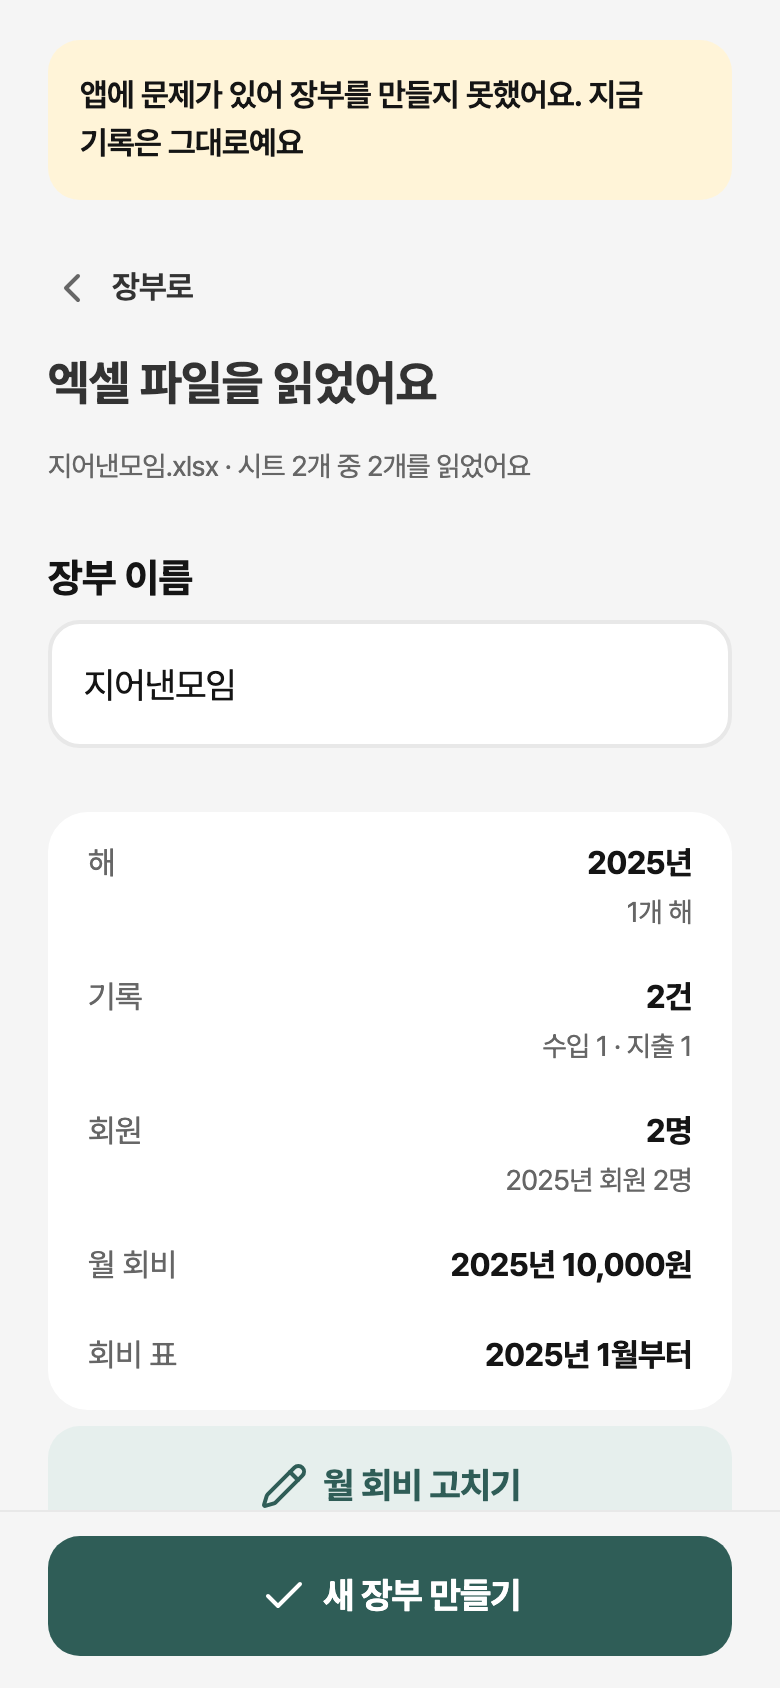 앱에 문제가 있어 장부를 만들지 못했어요. 지금
기록은 그대로예요
장부로
엑셀 파일을 읽었어요
지어낸모임.xlsx · 시트 2개 중 2개를 읽었어요
장부 이름
지어낸모임
해
2025년
1개 해
기록
2건
수입 1 · 지출 1
회원
2명
2025년 회원 2명
월 회비
2025년 10,000원
회비 표
2025년 1월부터
월 회비 고치기
새 장부 만들기